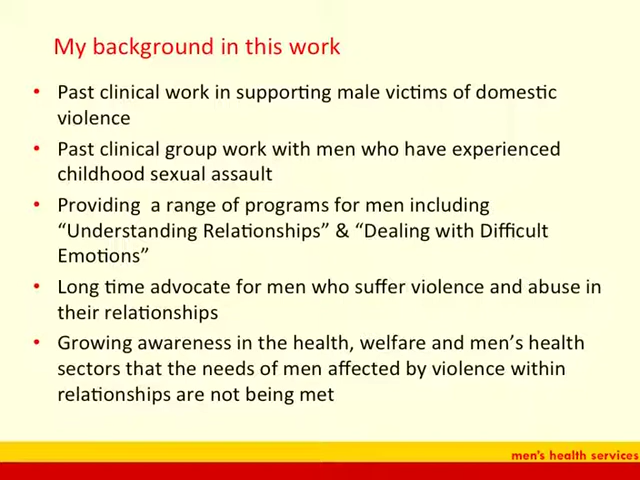 My background in this work
• Past clinical work in supporting male victims of domestic
violence
• Past clinical group work with men who have experienced
childhood sexual assault
• Providing a range of programs for men including
“Understanding Relationships” & “Dealing with Difficult
Emotions”
• Long time advocate for men who suffer violence and abuse in
their relationships
• Growing awareness in the health, welfare and men’s health
sectors that the needs of men affected by violence within
relationships are not being met
men's health services